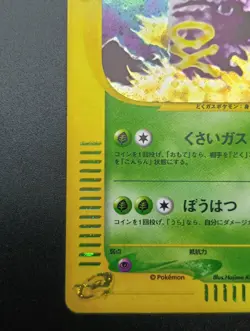 どくガスポケモン 身
くさいガス
コインを1回投げ、「おもて」なら、相手を「どく」
「こんらん」状態にする。
ぼうはつ
コインを1回投げ、「うら」なら、自分にダメージ
弱点 抵抗力
©Pokémon Illus.Hajime K